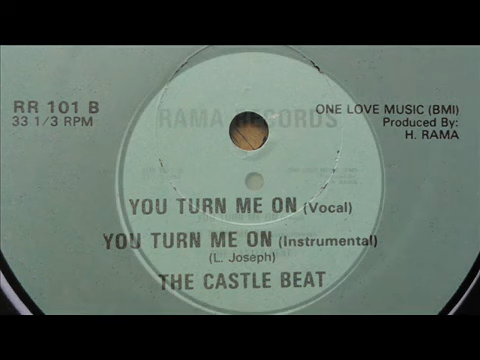 RAMA RECORDS
RR 101 B
33 1/3 RPM
ONE LOVE MUSIC (BMI)
Produced By:
H. RAMA
YOU TURN ME ON (Vocal)
YOU TURN ME ON (Instrumental)
(L. Joseph)
THE CASTLE BEAT